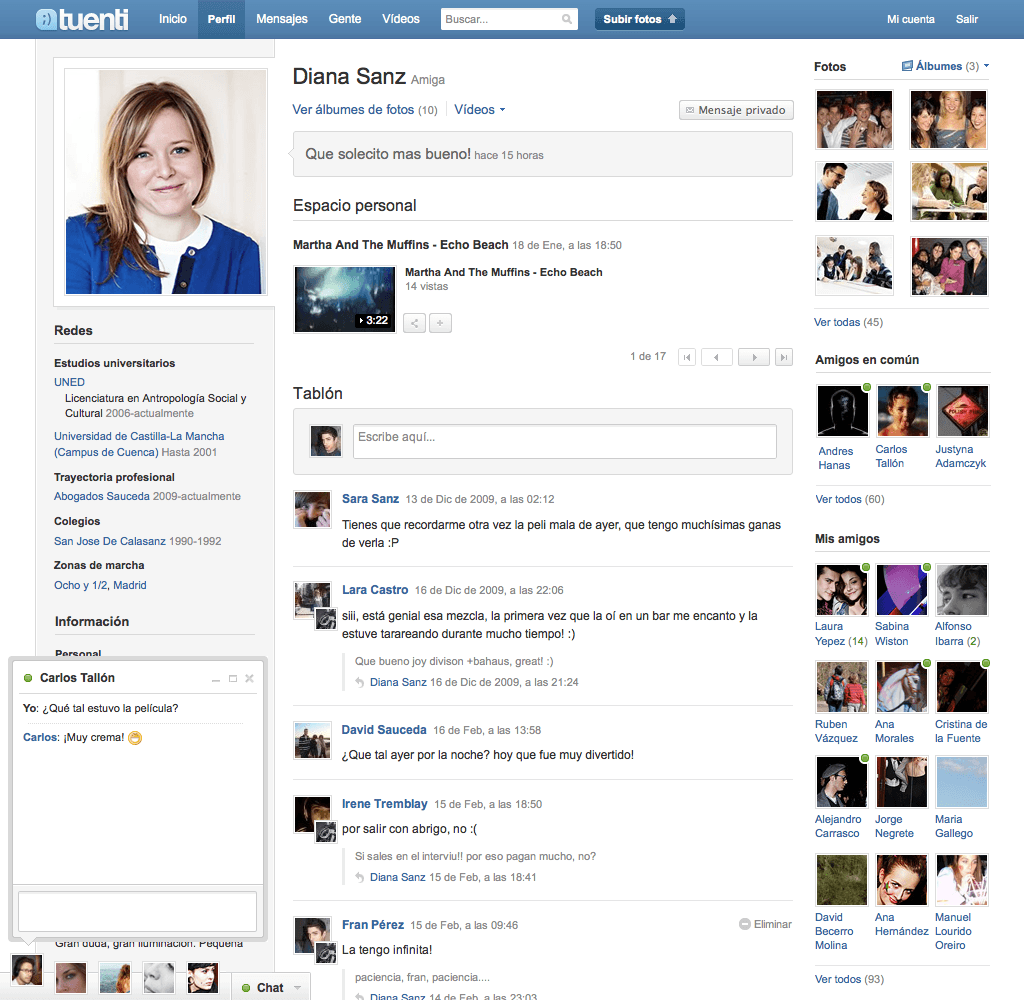 tuenti
Inicio
Perfil
Mensajes
Gente
Vídeos
Buscar...
Subir fotos
Mi cuenta
Salir
Diana Sanz Amiga
Ver álbumes de fotos (10)
Vídeos
Mensaje privado
Que solecito mas bueno! hace 15 horas
Espacio personal
Martha And The Muffins - Echo Beach 18 de Ene, a las 18:50
Martha And The Muffins - Echo Beach
14 vistas
3:22
1 de 17
Tablón
Escribe aquí...
Sara Sanz 13 de Dic de 2009, a las 02:12
Tienes que recordarme otra vez la peli mala de ayer, que tengo muchísimas ganas
de verla :P
Lara Castro 16 de Dic de 2009, a las 22:06
siii, está genial esa mezcla, la primera vez que la oí en un bar me encanto y la
estuve tarareando durante mucho tiempo! :)
Que bueno joy divison +bahaus, great! :)
Diana Sanz 16 de Dic de 2009, a las 21:24
David Sauceda 16 de Feb, a las 13:58
¿Que tal ayer por la noche? hoy que fue muy divertido!
Irene Tremblay 15 de Feb, a las 18:50
por salir con abrigo, no :(
Si sales en el interviu!! por eso pagan mucho, no?
Diana Sanz 15 de Feb, a las 18:41
Fran Pérez 15 de Feb, a las 09:46
Eliminar
La tengo infinita!
paciencia, fran, paciencia....
Diana Sanz 14 de Feb, a las 23:03
Redes
Estudios universitarios
UNED
Licenciatura en Antropología Social y
Cultural 2006-actualmente
Universidad de Castilla-La Mancha
(Campus de Cuenca) Hasta 2001
Trayectoria profesional
Abogados Sauceda 2009-actualmente
Colegios
San Jose De Calasanz 1990-1992
Zonas de marcha
Ocho y 1/2, Madrid
Información
Personal
Carlos Tallón
Yo: ¿Qué tal estuvo la película?
Carlos: ¡Muy crema!
Gran duda, gran iluminación. Pequeña
Chat
Fotos
Álbumes (3)
Ver todas (45)
Amigos en común
Andres
Hanas
Carlos
Tallón
Justyna
Adamczyk
Ver todos (60)
Mis amigos
Laura
Yepez (14)
Sabina
Wiston
Alfonso
Ibarra (2)
Ruben
Vázquez
Ana
Morales
Cristina de
la Fuente
Alejandro
Carrasco
Jorge
Negrete
Maria
Gallego
David
Becerro
Molina
Ana
Hernández
Manuel
Lourido
Oreiro
Ver todos (93)